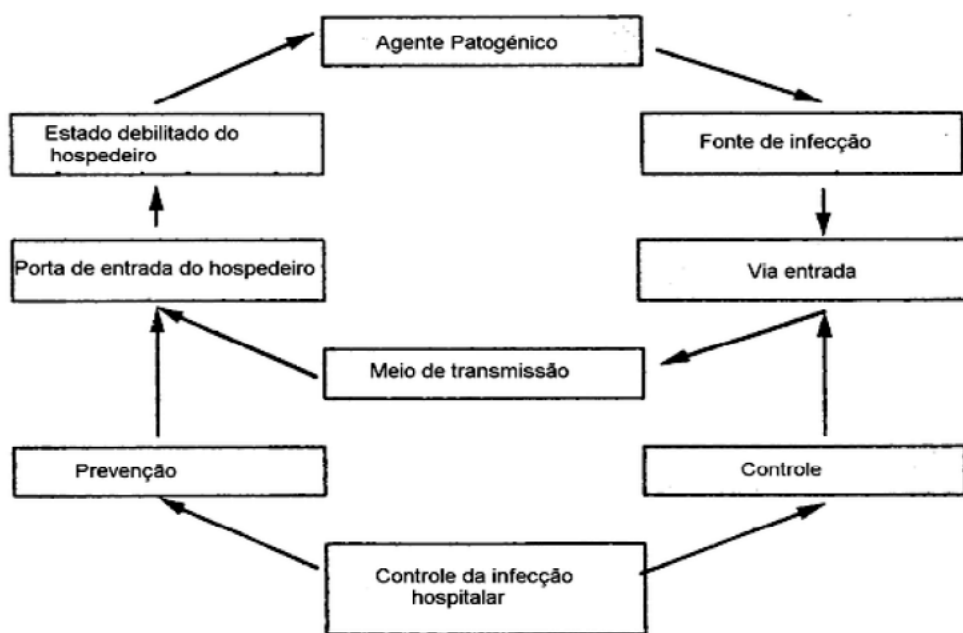 Agente Patogénico
Estado debilitado do
hospedeiro
Fonte de infecção
Porta de entrada do hospedeiro
Via entrada
Meio de transmissão
Prevenção
Controle
Controle da infecção
hospitalar